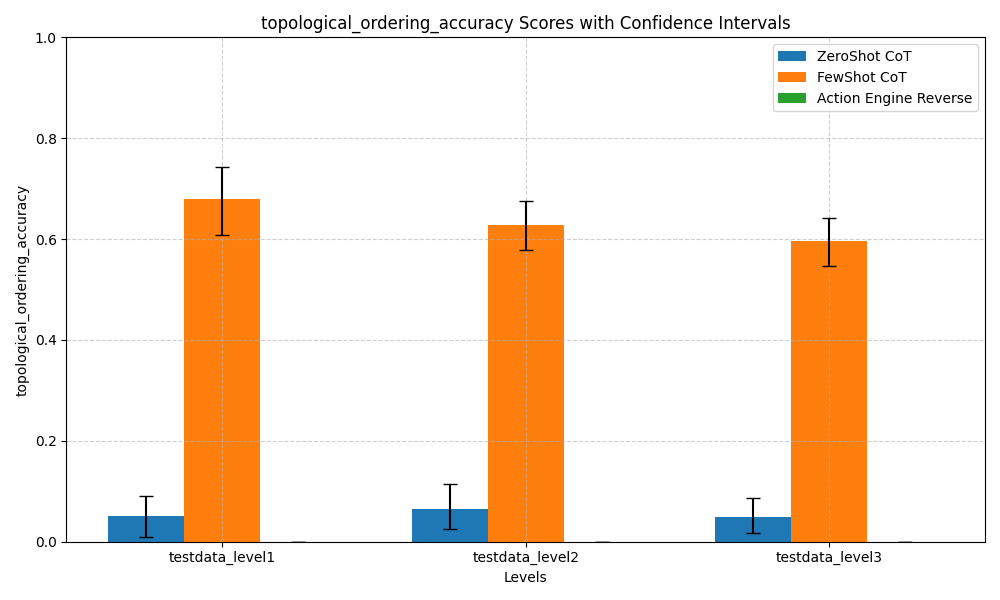 topological_ordering_accuracy Scores with Confidence Intervals
1.0
0.8
0.6
0.4
0.2
0.0
topological_ordering_accuracy
ZeroShot CoT
FewShot CoT
Action Engine Reverse
testdata_level1
testdata_level2
testdata_level3
Levels